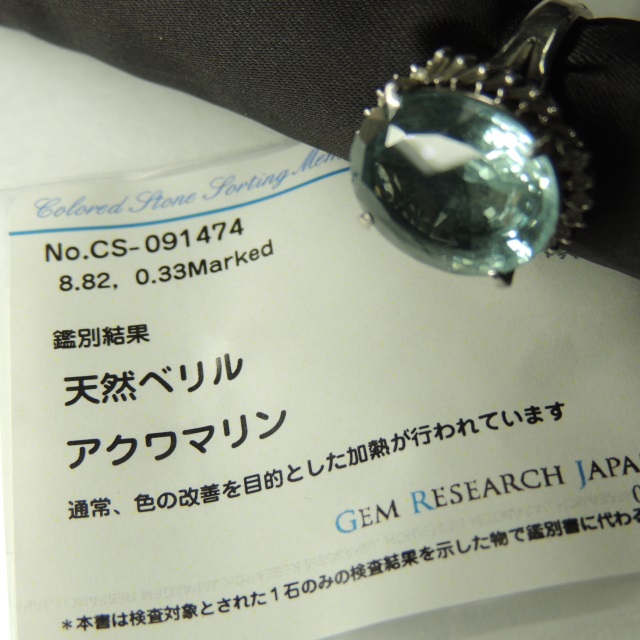 Colored Stone Sorting Mem
No.CS-091474
8.82, 0.33Marked
鑑別結果
天然ベリル
アクワマリン
通常、色の改善を目的とした加熱が行われています
GEM RESEARCH JAPA
*本書は検査対象とされた1石のみの検査結果を示した物で鑑別書に代わる